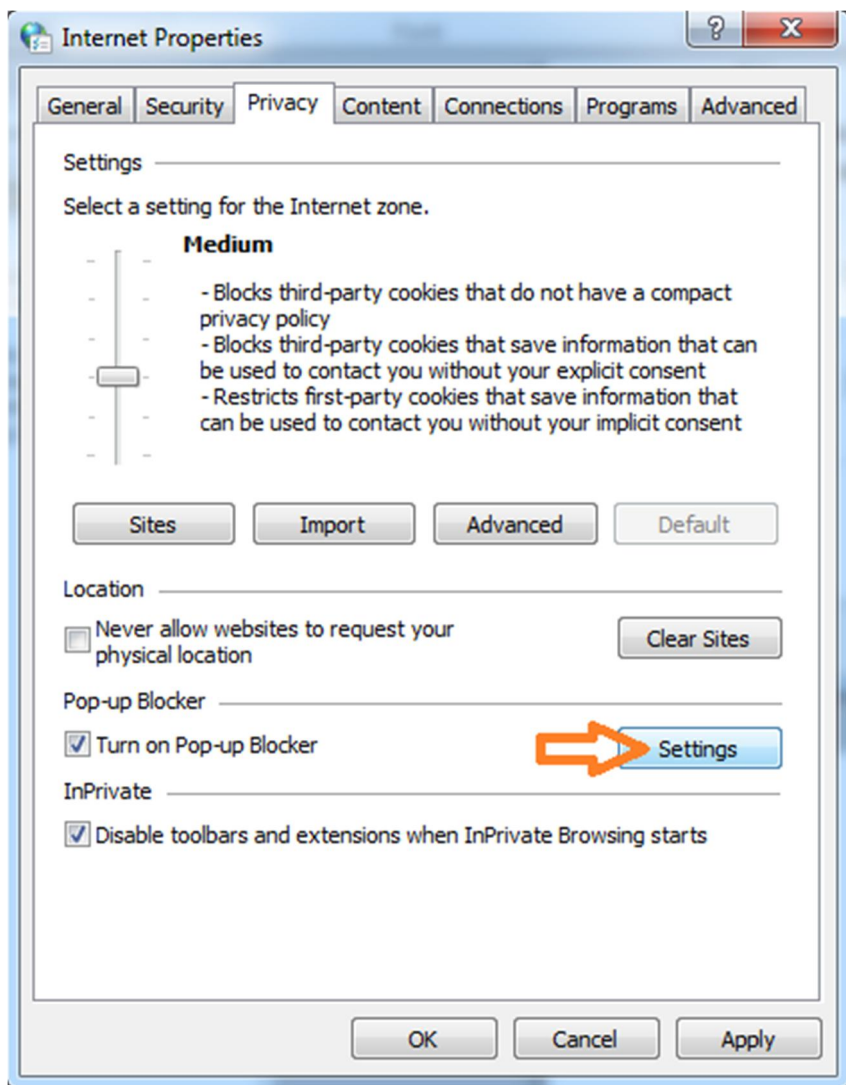 Internet Properties
General Security Privacy Content Connections Programs Advanced
Settings
Select a setting for the Internet zone.
Medium
- Blocks third-party cookies that do not have a compact
privacy policy
- Blocks third-party cookies that save information that can
be used to contact you without your explicit consent
- Restricts first-party cookies that save information that
can be used to contact you without your implicit consent
Sites Import Advanced Default
Location
Never allow websites to request your
physical location
Clear Sites
Pop-up Blocker
Turn on Pop-up Blocker
Settings
InPrivate
Disable toolbars and extensions when InPrivate Browsing starts
OK Cancel Apply